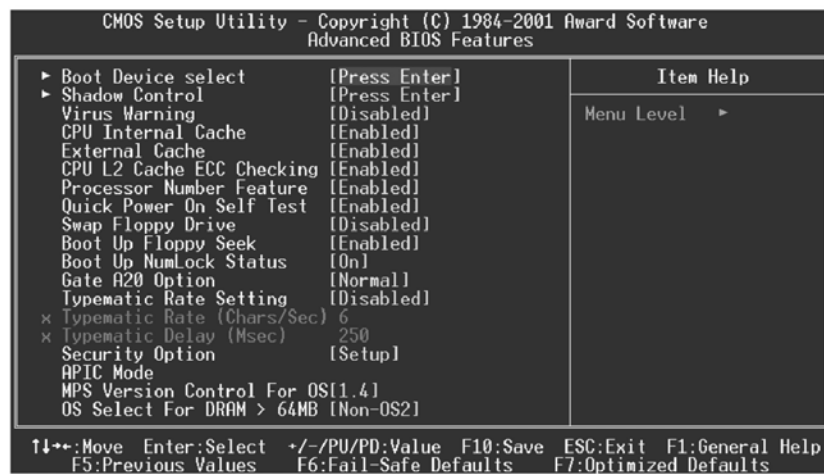 CMOS Setup Utility - Copyright (C) 1984-2001 Award Software
Advanced BIOS Features
► Boot Device select [Press Enter]
► Shadow Control [Press Enter]
Virus Warning [Disabled]
CPU Internal Cache [Enabled]
External Cache [Enabled]
CPU L2 Cache ECC Checking [Enabled]
Processor Number Feature [Enabled]
Quick Power On Self Test [Enabled]
Swap Floppy Drive [Disabled]
Boot Up Floppy Seek [Enabled]
Boot Up NumLock Status [On]
Gate A20 Option [Normal]
Typematic Rate Setting [Disabled]
x Typematic Rate (Chars/Sec) 6
x Typematic Delay (Msec) 250
Security Option [Setup]
APIC Mode
MPS Version Control For OS[1.4]
OS Select For DRAM > 64MB [Non-OS2]
Item Help
Menu Level ►
↑↓→←:Move Enter:Select +/-/PU/PD:Value F10:Save ESC:Exit F1:General Help
F5:Previous Values F6:Fail-Safe Defaults F7:Optimized Defaults